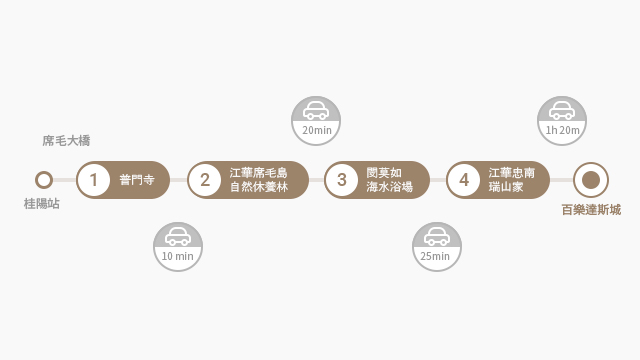 席毛大橋
桂陽站
1
普門寺
10 min
2
江華席毛島
自然休養林
20min
3
閔莫如
海水浴場
25min
4
江華忠南
瑞山家
1h 20m
百樂達斯城